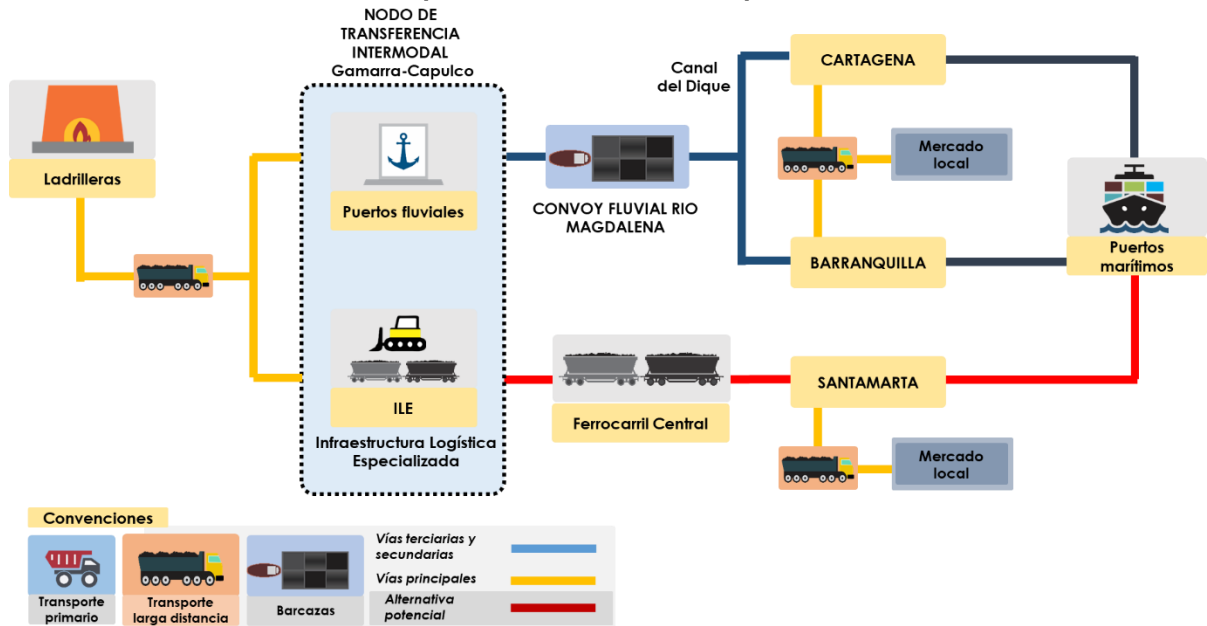 NODO DE
TRANSFERENCIA
INTERMODAL
Gamarra-Capulco
Ladrilleras
Puertos fluviales
ILE
Infraestructura Logística
Especializada
CONVOY FLUVIAL RIO
MAGDALENA
Ferrocarril Central
Canal
del Dique
CARTAGENA
Mercado
local
BARRANQUILLA
Puertos
marítimos
SANTAMARTA
Mercado
local
Convenciones
Transporte
primario
Transporte
larga distancia
Barcazas
Vías terciarias y
secundarias
Vías principales
Alternativa
potencial